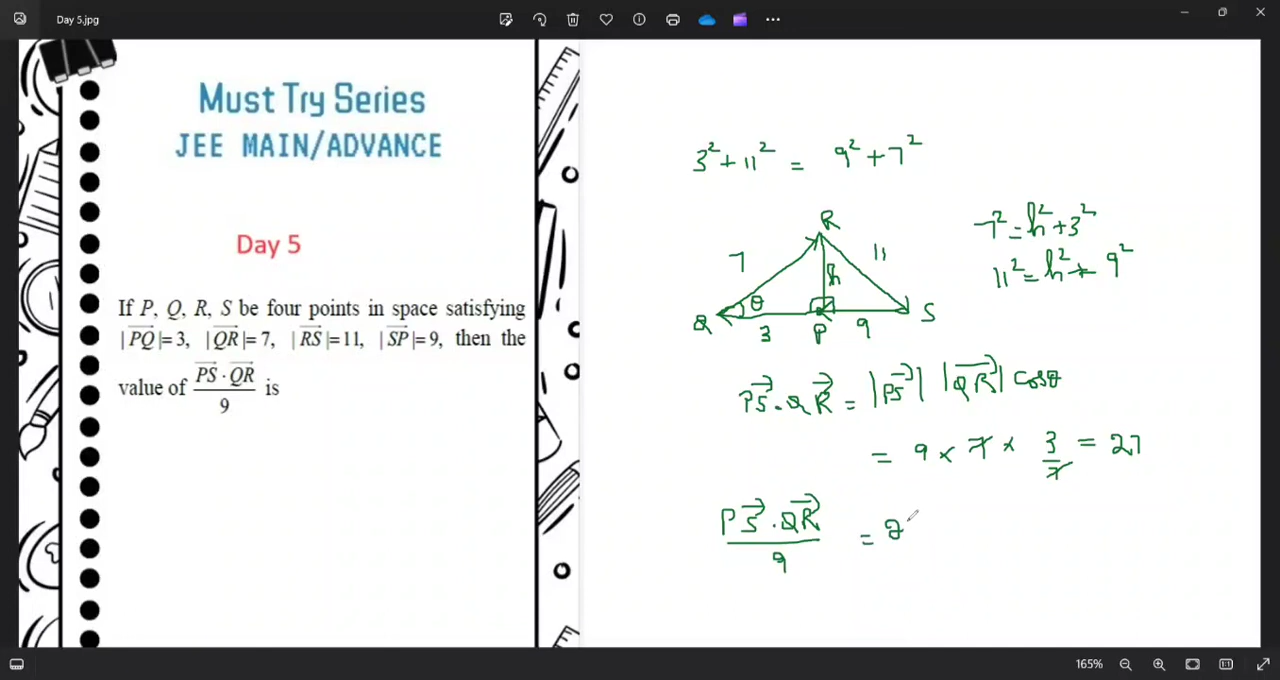 Day 5.jpg
Must Try Series
JEE MAIN/ADVANCE
Day 5
If P, Q, R, S be four points in space satisfying
|PQ⃗|=3, |QR⃗|=7, |RS⃗|=11, |SP⃗|=9, then the
value of (PS⃗ · QR⃗)/9 is
3² + 11² = 9² + 7²
R
7² = h² + 3²
7
11
h
11² = h² + 9²
θ
Q
S
3
P
9
PS⃗ · QR⃗ = |PS⃗| |QR⃗| cosθ
= 9 × 7 × 3/7 = 27
(PS⃗ · QR⃗)/9 = 2
165%